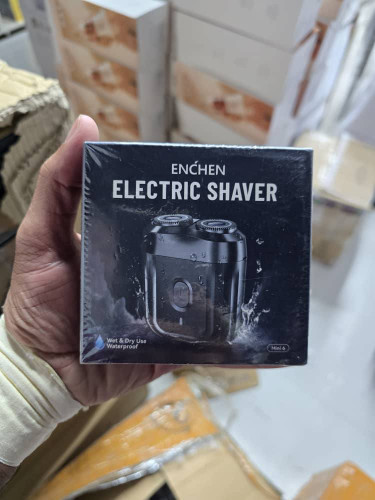 ENCHEN
ELECTRIC SHAVER
Wet & Dry Use
Waterproof